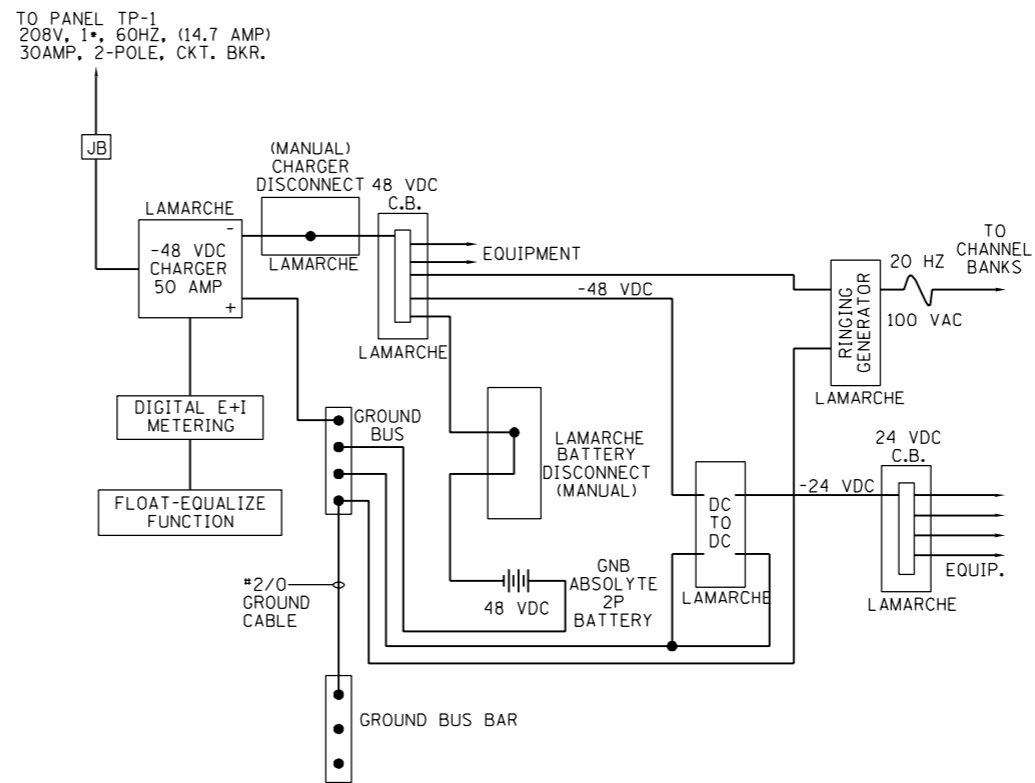 TO PANEL TP-1
208V, 1*, 60HZ, (14.7 AMP)
30AMP, 2-POLE, CKT. BKR.
JB
(MANUAL)
CHARGER
DISCONNECT
48 VDC
C.B.
LAMARCHE
-
-48 VDC
CHARGER
50 AMP
+
LAMARCHE
EQUIPMENT
-48 VDC
LAMARCHE
TO
CHANNEL
BANKS
20 HZ
100 VAC
RINGING
GENERATOR
LAMARCHE
DIGITAL E+I
METERING
FLOAT-EQUALIZE
FUNCTION
GROUND
BUS
LAMARCHE
BATTERY
DISCONNECT
(MANUAL)
24 VDC
C.B.
-24 VDC
DC
TO
DC
LAMARCHE
EQUIP.
LAMARCHE
GNB
ABSOLYTE
2P
BATTERY
48 VDC
#2/0
GROUND
CABLE
GROUND BUS BAR